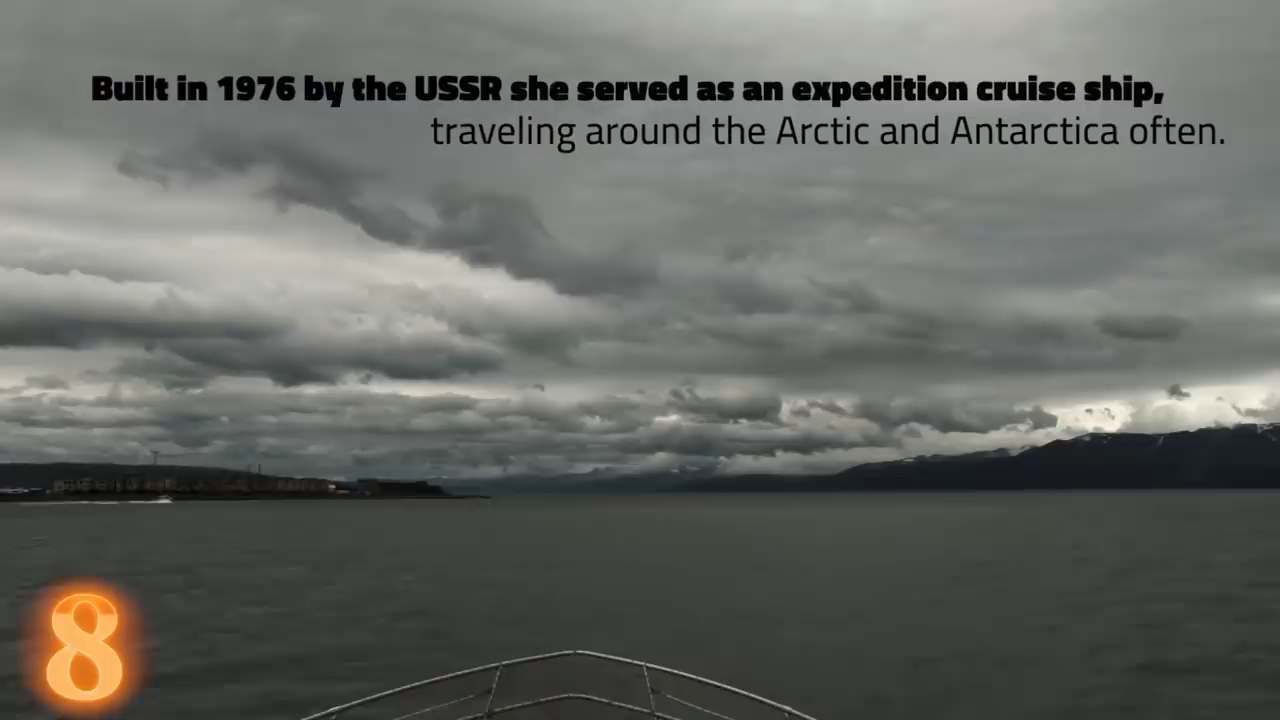 Built in 1976 by the USSR she served as an expedition cruise ship,
traveling around the Arctic and Antarctica often.
8